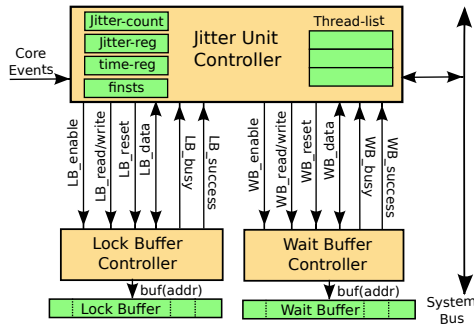 Jitter-count
Jitter-reg
time-reg
finsts
Jitter Unit
Controller
Thread-list
Core
Events
LB_enable
LB_read/write
LB_reset
LB_data
LB_busy
LB_success
WB_enable
WB_read/write
WB_reset
WB_data
WB_busy
WB_success
Lock Buffer
Controller
Wait Buffer
Controller
buf(addr)
buf(addr)
Lock Buffer
Wait Buffer
System
Bus